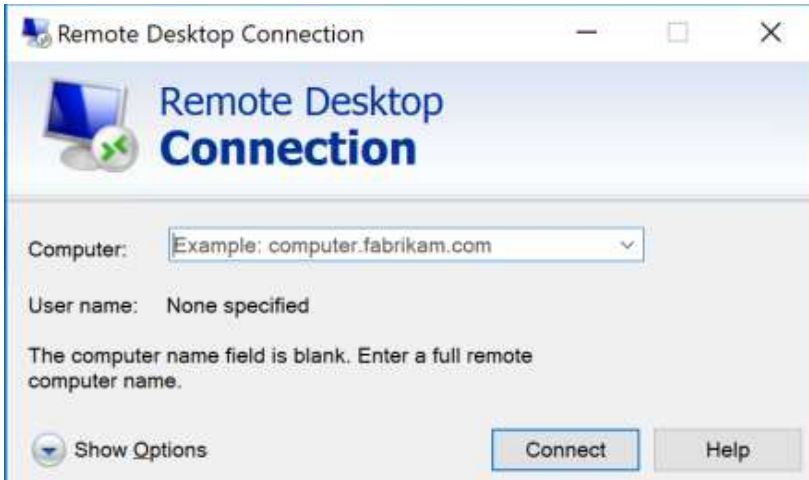 Remote Desktop Connection
Remote Desktop
Connection
Computer: Example: computer.fabrikam.com
User name: None specified
The computer name field is blank. Enter a full remote
computer name.
Show Options Connect Help